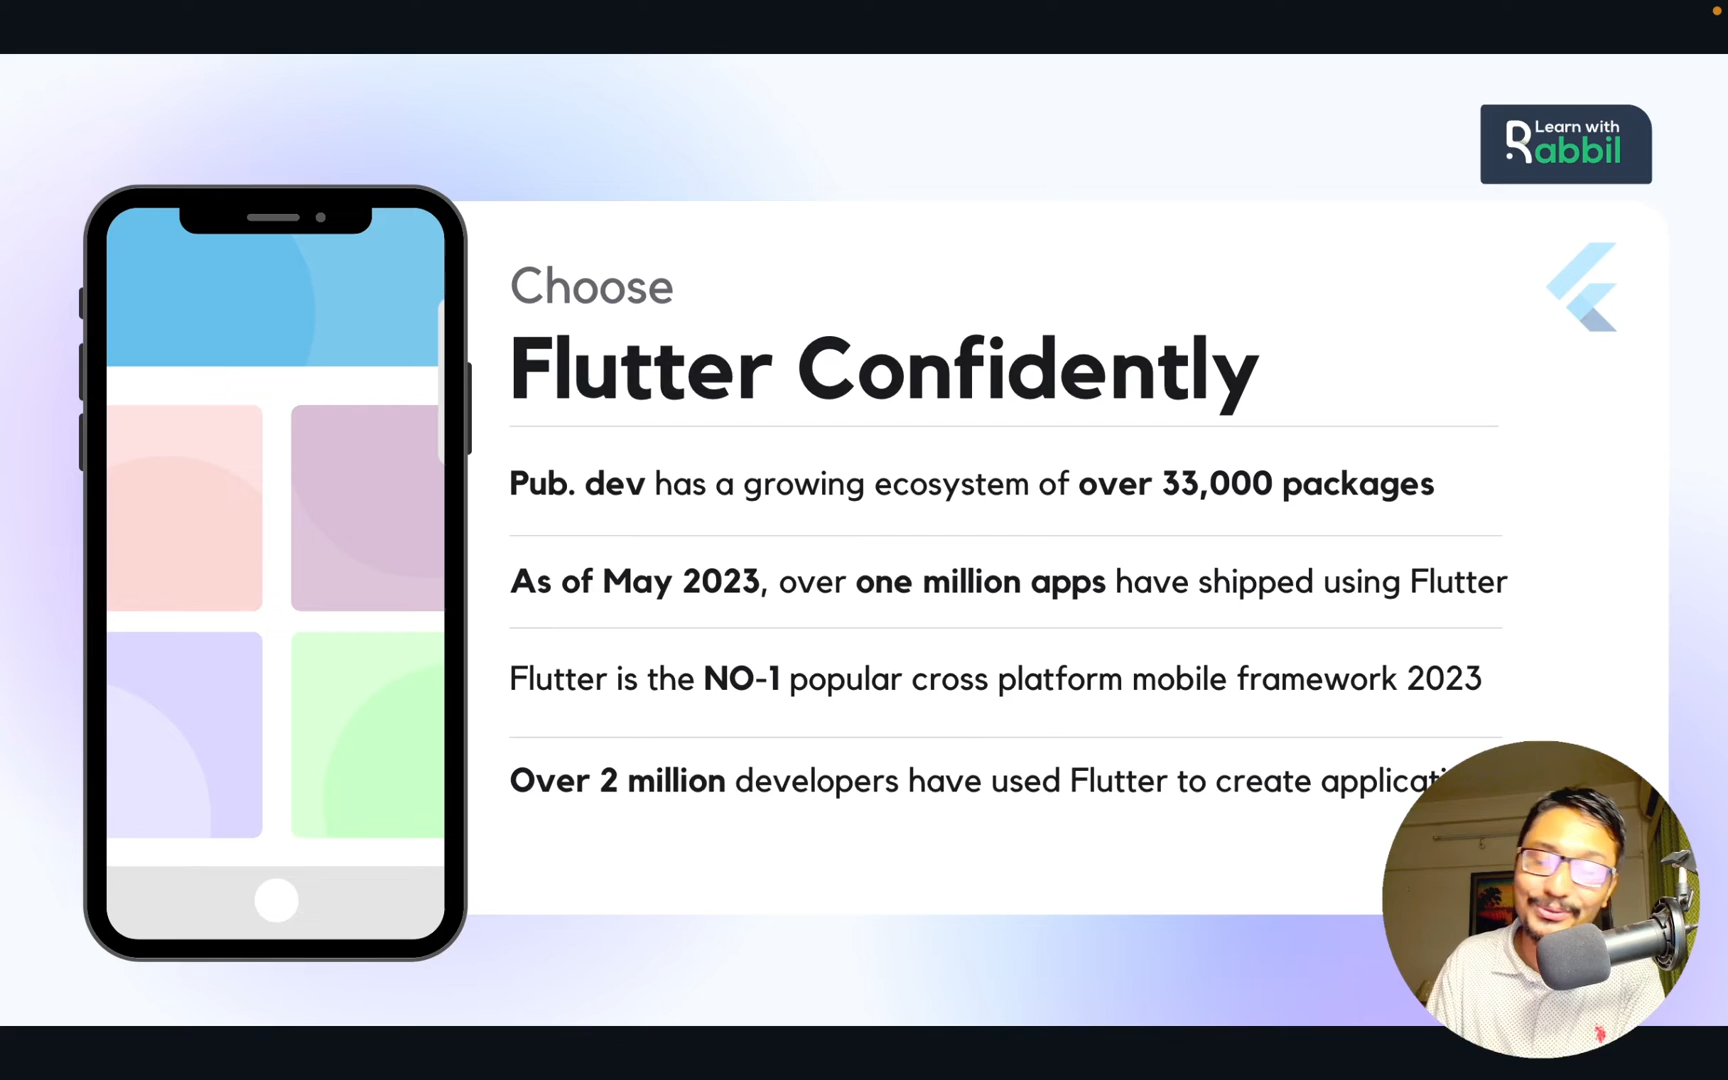 Learn with
Rabbil
Choose
Flutter Confidently
Pub. dev has a growing ecosystem of over 33,000 packages
As of May 2023, over one million apps have shipped using Flutter
Flutter is the NO-1 popular cross platform mobile framework 2023
Over 2 million developers have used Flutter to create